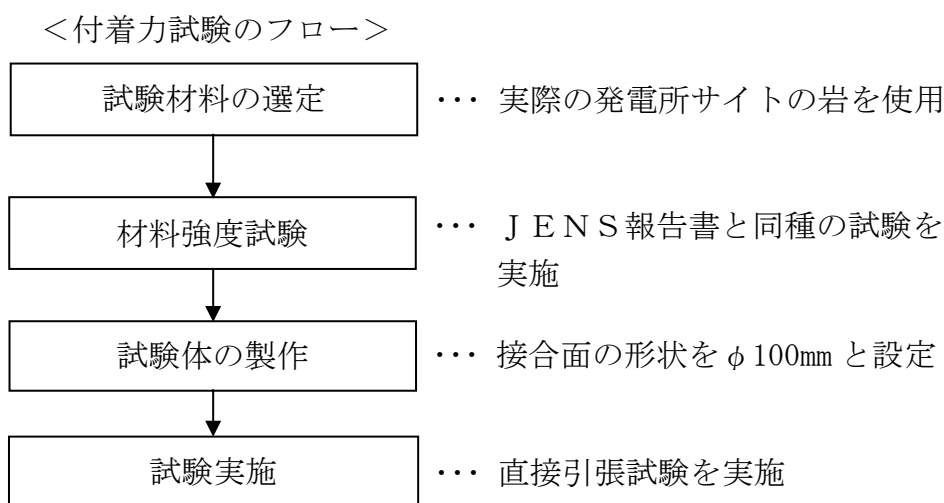 ＜付着力試験のフロー＞
試験材料の選定 ･･･ 実際の発電所サイトの岩を使用
材料強度試験 ･･･ ＪＥＮＳ報告書と同種の試験を
実施
試験体の製作 ･･･ 接合面の形状をφ100㎜と設定
試験実施 ･･･ 直接引張試験を実施